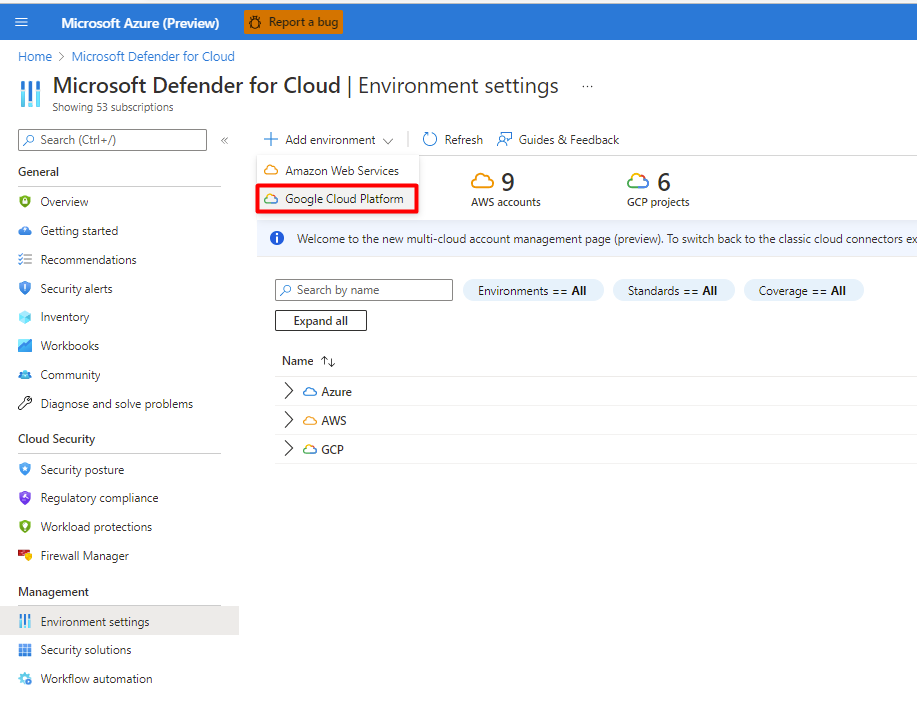 Microsoft Azure (Preview)
Report a bug
Home > Microsoft Defender for Cloud
Microsoft Defender for Cloud | Environment settings ...
Showing 53 subscriptions
Search (Ctrl+/) «
General
Overview
Getting started
Recommendations
Security alerts
Inventory
Workbooks
Community
Diagnose and solve problems
Cloud Security
Security posture
Regulatory compliance
Workload protections
Firewall Manager
Management
Environment settings
Security solutions
Workflow automation
Add environment
Refresh
Guides & Feedback
Amazon Web Services
Google Cloud Platform
9
AWS accounts
6
GCP projects
Welcome to the new multi-cloud account management page (preview). To switch back to the classic cloud connectors ex
Search by name
Environments == All
Standards == All
Coverage == All
Expand all
Name
Azure
AWS
GCP